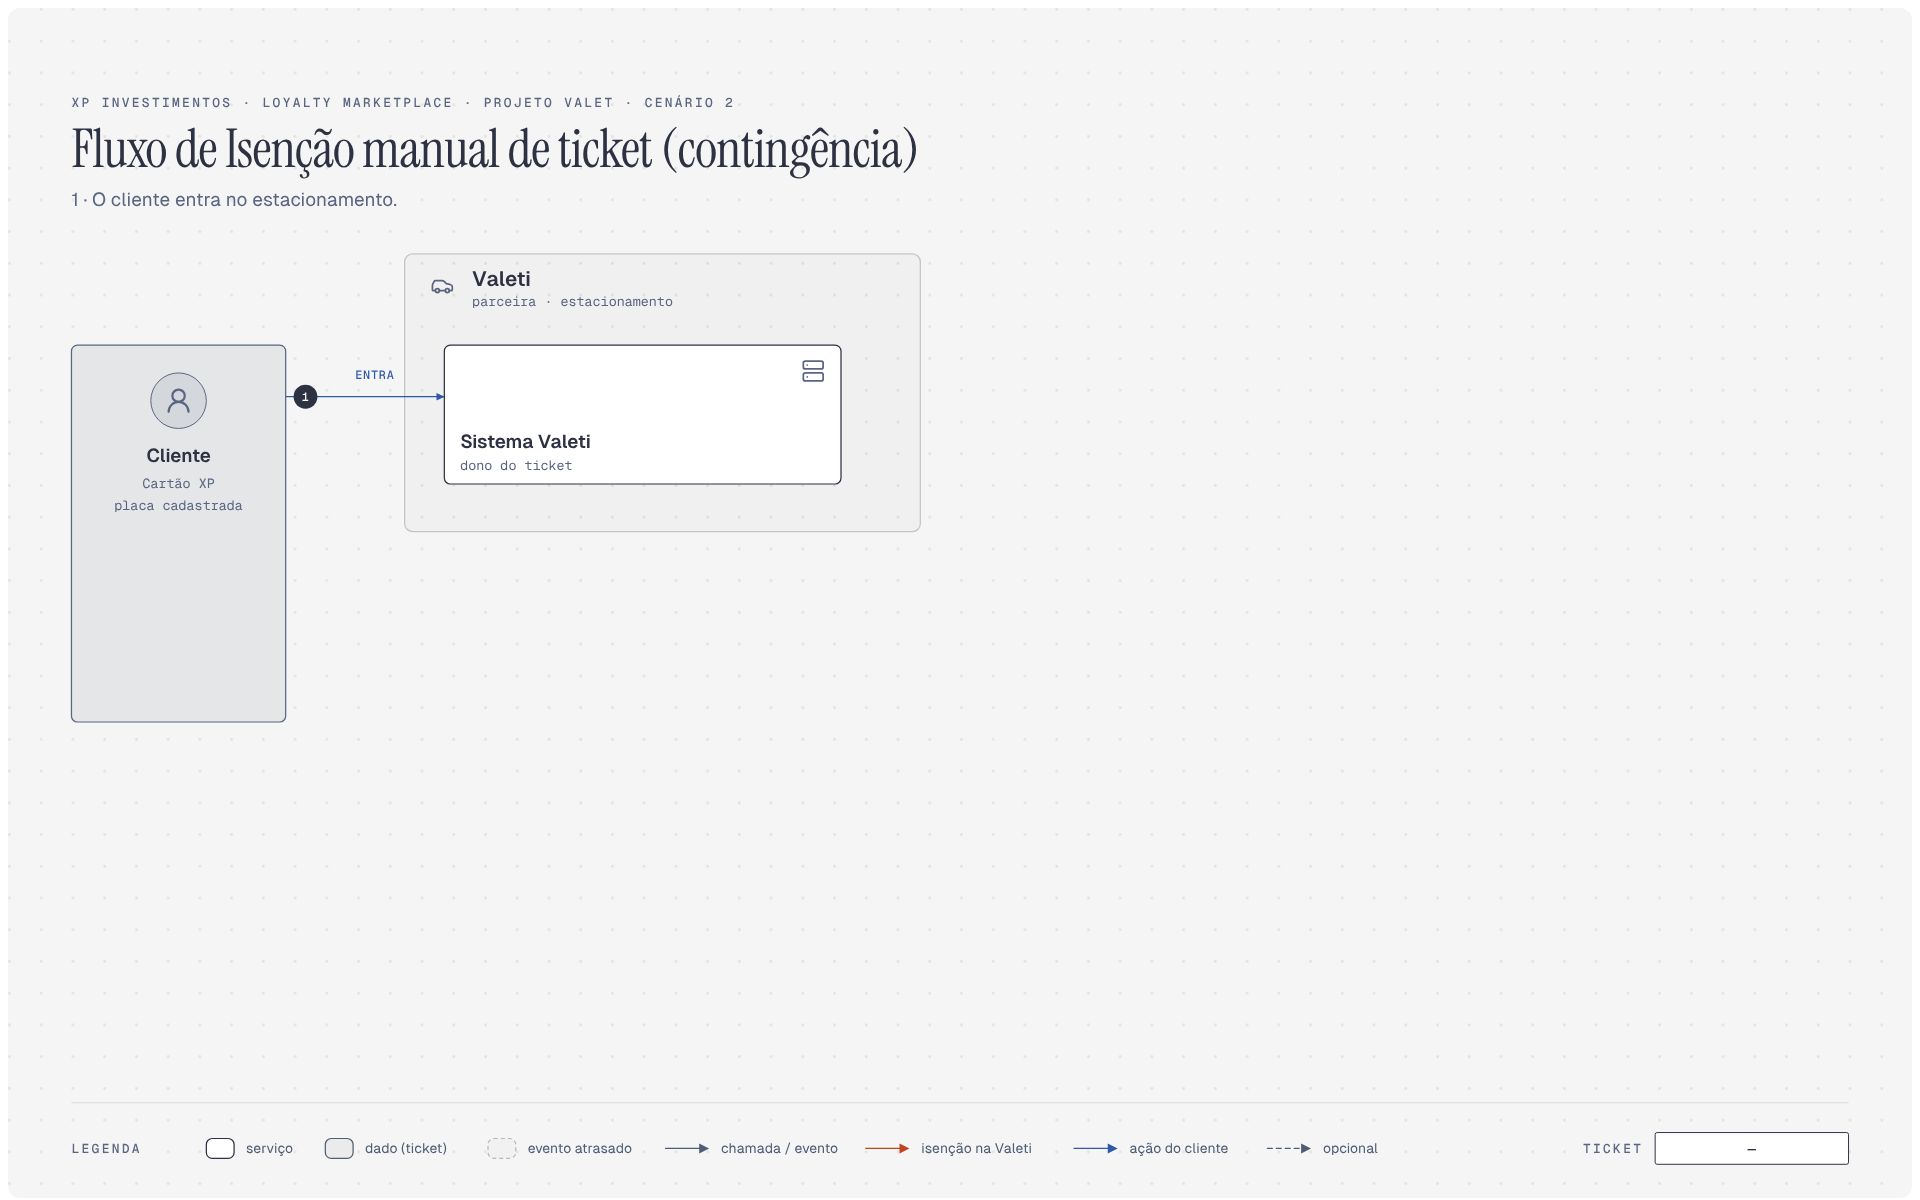 XP INVESTIMENTOS · LOYALTY MARKETPLACE · PROJETO VALET · CENÁRIO 2
Fluxo de Isenção manual de ticket (contingência)
1 · O cliente entra no estacionamento.
Valeti
parceira · estacionamento
ENTRA
1
Cliente
Cartão XP
placa cadastrada
Sistema Valeti
dono do ticket
LEGENDA
serviço
dado (ticket)
evento atrasado
chamada / evento
isenção na Valeti
ação do cliente
opcional
TICKET
—